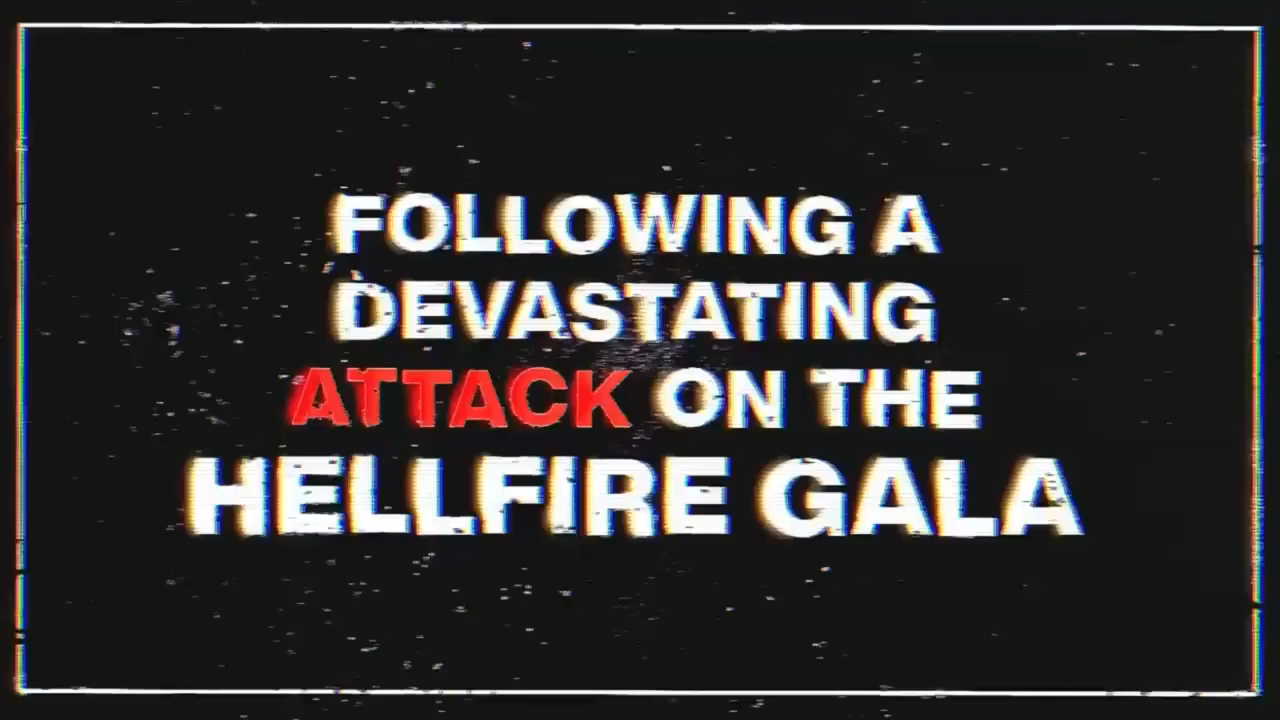 FOLLOWING A
DEVASTATING
ATTACK ON THE
HELLFIRE GALA